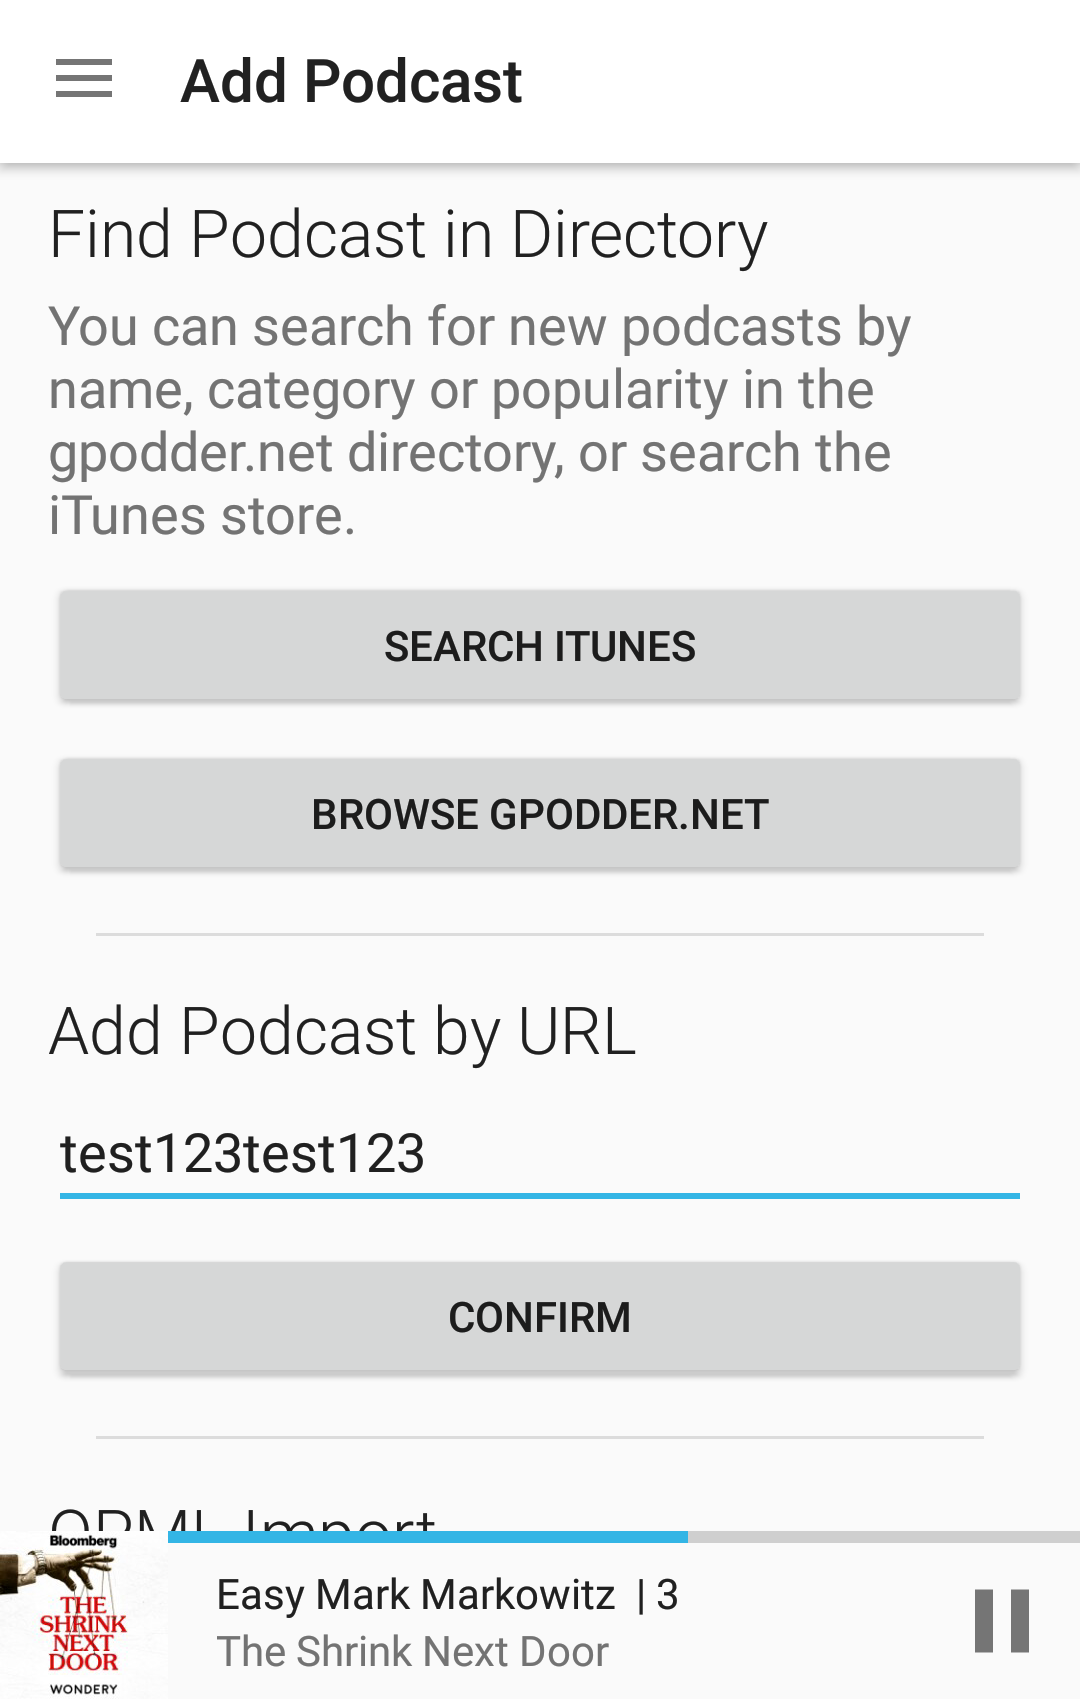 Add Podcast
Find Podcast in Directory
You can search for new podcasts by
name, category or popularity in the
gpodder.net directory, or search the
iTunes store.
SEARCH ITUNES
BROWSE GPODDER.NET
Add Podcast by URL
test123test123
CONFIRM
OPML Import
Bloomberg
THE
SHRINK
NEXT
DOOR
WONDERY
Easy Mark Markowitz | 3
The Shrink Next Door